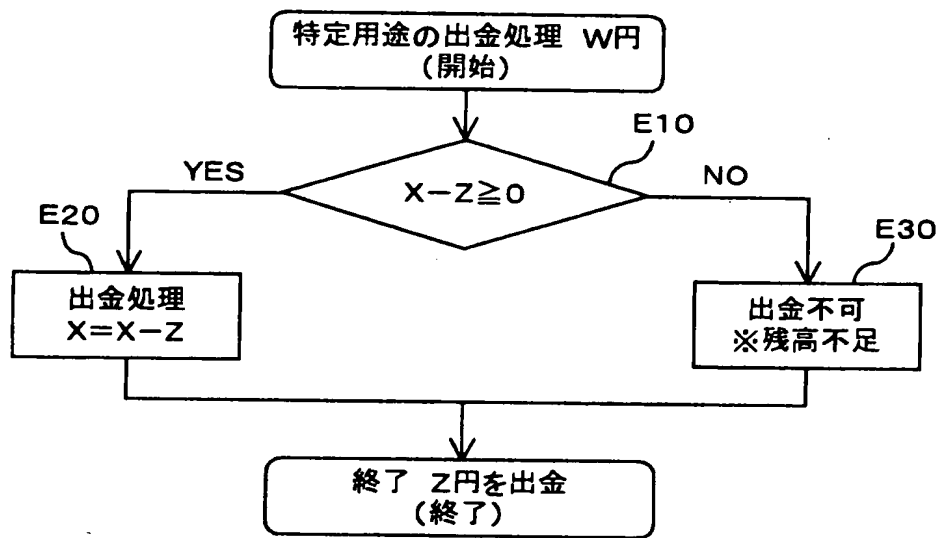 特定用途の出金処理 W円
(開始)
E10
YES
X-Z≧0
NO
E20
E30
出金処理
X=X-Z
出金不可
※残高不足
終了 Z円を出金
(終了)